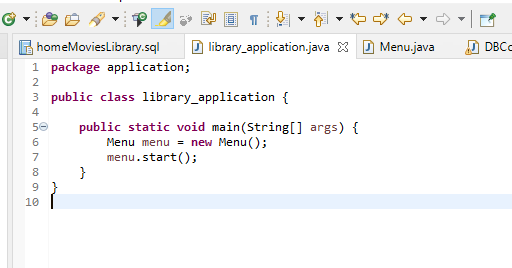 homeMoviesLibrary.sql
library_application.java
Menu.java
1 package application;
2
3 public class library_application {
4
5 public static void main(String[] args) {
6 Menu menu = new Menu();
7 menu.start();
8 }
9 }
10